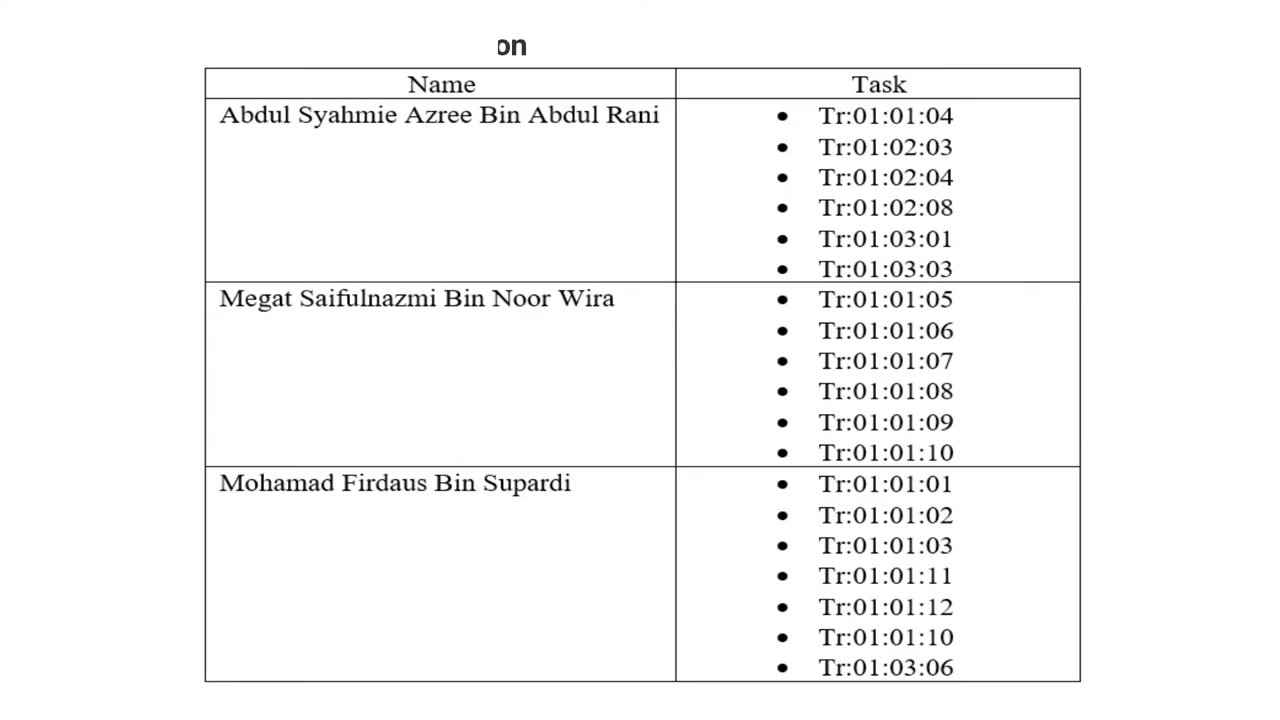 on
Name Task
Abdul Syahmie Azree Bin Abdul Rani • Tr:01:01:04
• Tr:01:02:03
• Tr:01:02:04
• Tr:01:02:08
• Tr:01:03:01
• Tr:01:03:03
Megat Saifulnazmi Bin Noor Wira • Tr:01:01:05
• Tr:01:01:06
• Tr:01:01:07
• Tr:01:01:08
• Tr:01:01:09
• Tr:01:01:10
Mohamad Firdaus Bin Supardi • Tr:01:01:01
• Tr:01:01:02
• Tr:01:01:03
• Tr:01:01:11
• Tr:01:01:12
• Tr:01:01:10
• Tr:01:03:06